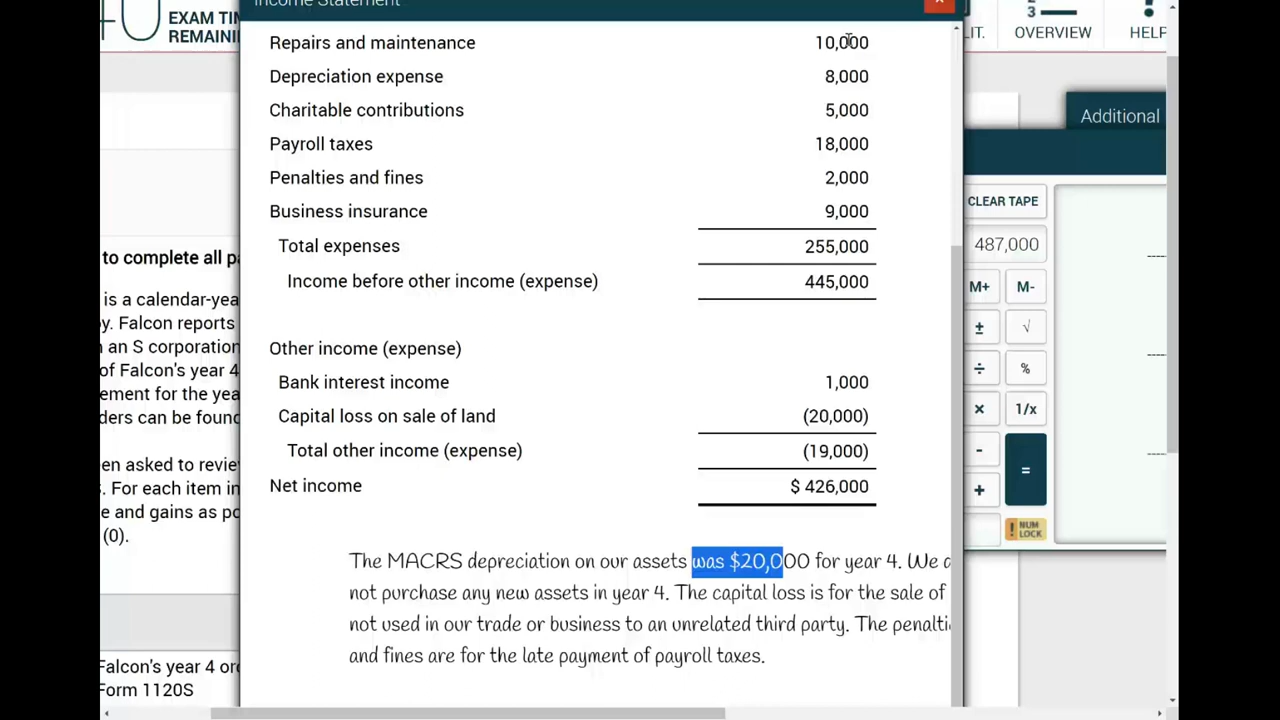 EXAM TI
REMAINI
Income Statement
LIT.
OVERVIEW
HELP
Repairs and maintenance 10,000
Depreciation expense 8,000
Charitable contributions 5,000
Additional
Payroll taxes 18,000
Penalties and fines 2,000
CLEAR TAPE
Business insurance 9,000
Total expenses 255,000
487,000
to complete all pa
Income before other income (expense) 445,000
M+ M-
is a calendar-yea
y. Falcon reports
± √
an S corporation
Other income (expense)
of Falcon's year 4
÷ %
Bank interest income 1,000
ement for the yea
ders can be found
Capital loss on sale of land (20,000)
× 1/x
Total other income (expense) (19,000)
- =
en asked to revie
Net income $ 426,000
S. For each item in
+
e and gains as po
(0).
NUM
LOCK
The MACRS depreciation on our assets was $20,000 for year 4. We
not purchase any new assets in year 4. The capital loss is for the sale of
not used in our trade or business to an unrelated third party. The penalti
and fines are for the late payment of payroll taxes.
Falcon's year 4 or
Form 1120S